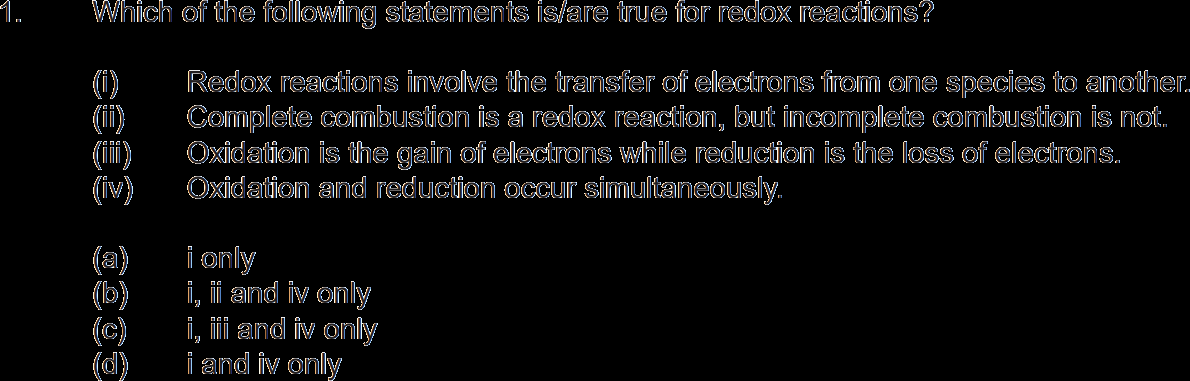 1. Which of the following statements is/are true for redox reactions?
(i) Redox reactions involve the transfer of electrons from one species to another.
(ii) Complete combustion is a redox reaction, but incomplete combustion is not.
(iii) Oxidation is the gain of electrons while reduction is the loss of electrons.
(iv) Oxidation and reduction occur simultaneously.
(a) i only
(b) i, ii and iv only
(c) i, iii and iv only
(d) i and iv only